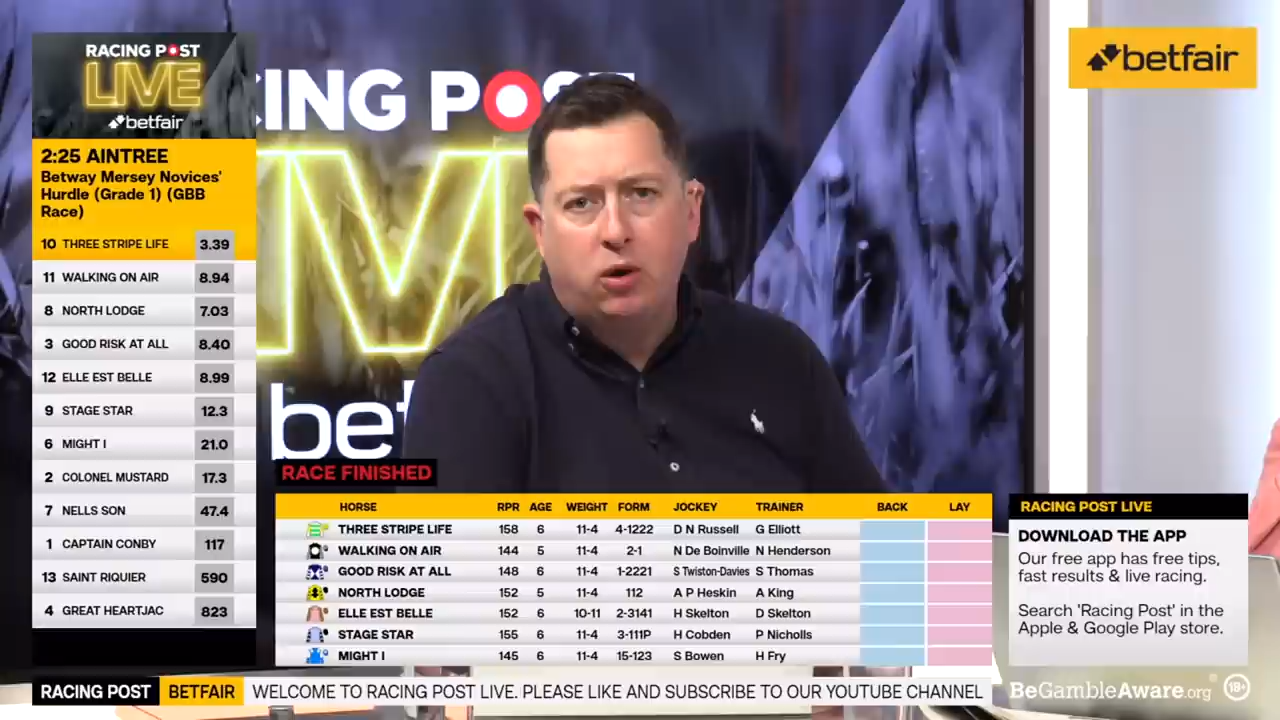 RACING POST
LIVE
betfair
2:25 AINTREE
Betway Mersey Novices'
Hurdle (Grade 1) (GBB
Race)
10 THREE STRIPE LIFE 3.39
11 WALKING ON AIR 8.94
8 NORTH LODGE 7.03
3 GOOD RISK AT ALL 8.40
12 ELLE EST BELLE 8.99
9 STAGE STAR 12.3
6 MIGHT I 21.0
2 COLONEL MUSTARD 17.3
7 NELLS SON 47.4
1 CAPTAIN CONBY 117
13 SAINT RIQUIER 590
4 GREAT HEARTJAC 823
CING POS
betfair
bet
RACE FINISHED
HORSE RPR AGE WEIGHT FORM JOCKEY TRAINER BACK LAY
THREE STRIPE LIFE 158 6 11-4 4-1222 D N Russell G Elliott
WALKING ON AIR 144 5 11-4 2-1 N De Boinville N Henderson
GOOD RISK AT ALL 148 6 11-4 1-2221 S Twiston-Davies S Thomas
NORTH LODGE 152 5 11-4 112 A P Heskin A King
ELLE EST BELLE 152 6 10-11 2-3141 H Skelton D Skelton
STAGE STAR 155 6 11-4 3-111P H Cobden P Nicholls
MIGHT I 145 6 11-4 15-123 S Bowen H Fry
RACING POST LIVE
DOWNLOAD THE APP
Our free app has free tips,
fast results & live racing.
Search 'Racing Post' in the
Apple & Google Play store.
RACING POST BETFAIR WELCOME TO RACING POST LIVE. PLEASE LIKE AND SUBSCRIBE TO OUR YOUTUBE CHANNEL
BeGambleAware.org 18+